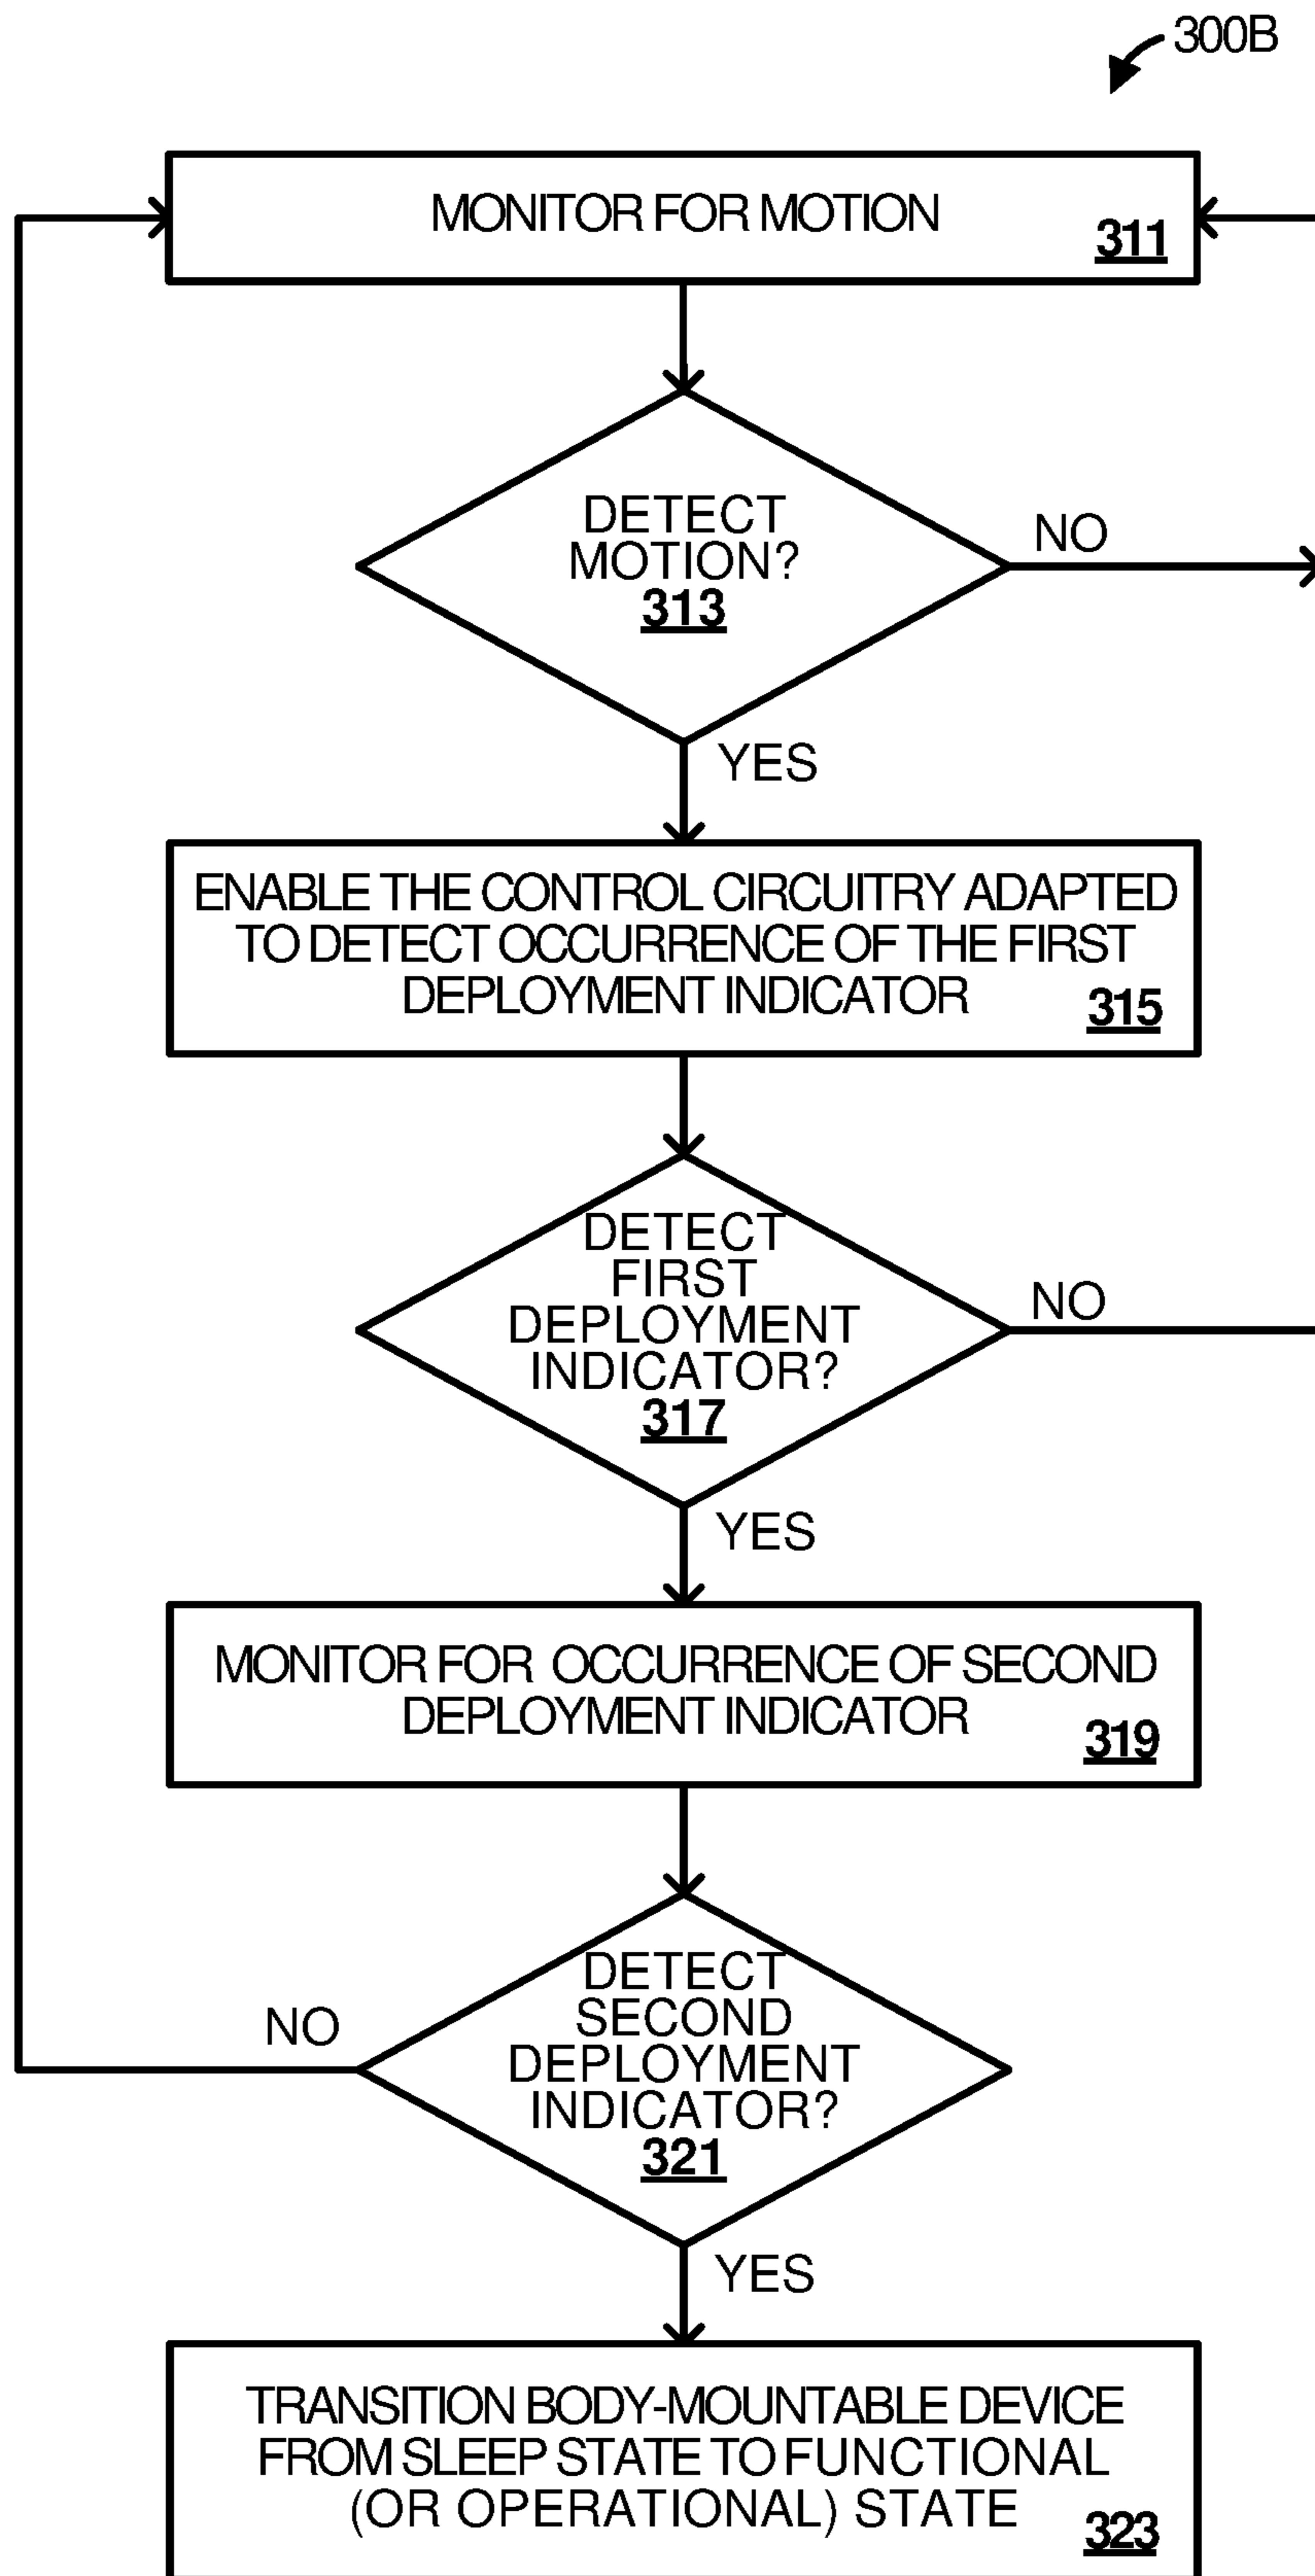 300B
MONITOR FOR MOTION
311
DETECT
MOTION?
313
NO
YES
ENABLE THE CONTROL CIRCUITRY ADAPTED
TO DETECT OCCURRENCE OF THE FIRST
DEPLOYMENT INDICATOR
315
DETECT
FIRST
DEPLOYMENT
INDICATOR?
317
NO
YES
MONITOR FOR OCCURRENCE OF SECOND
DEPLOYMENT INDICATOR
319
DETECT
SECOND
DEPLOYMENT
INDICATOR?
321
NO
YES
TRANSITION BODY-MOUNTABLE DEVICE
FROM SLEEP STATE TO FUNCTIONAL
(OR OPERATIONAL) STATE
323